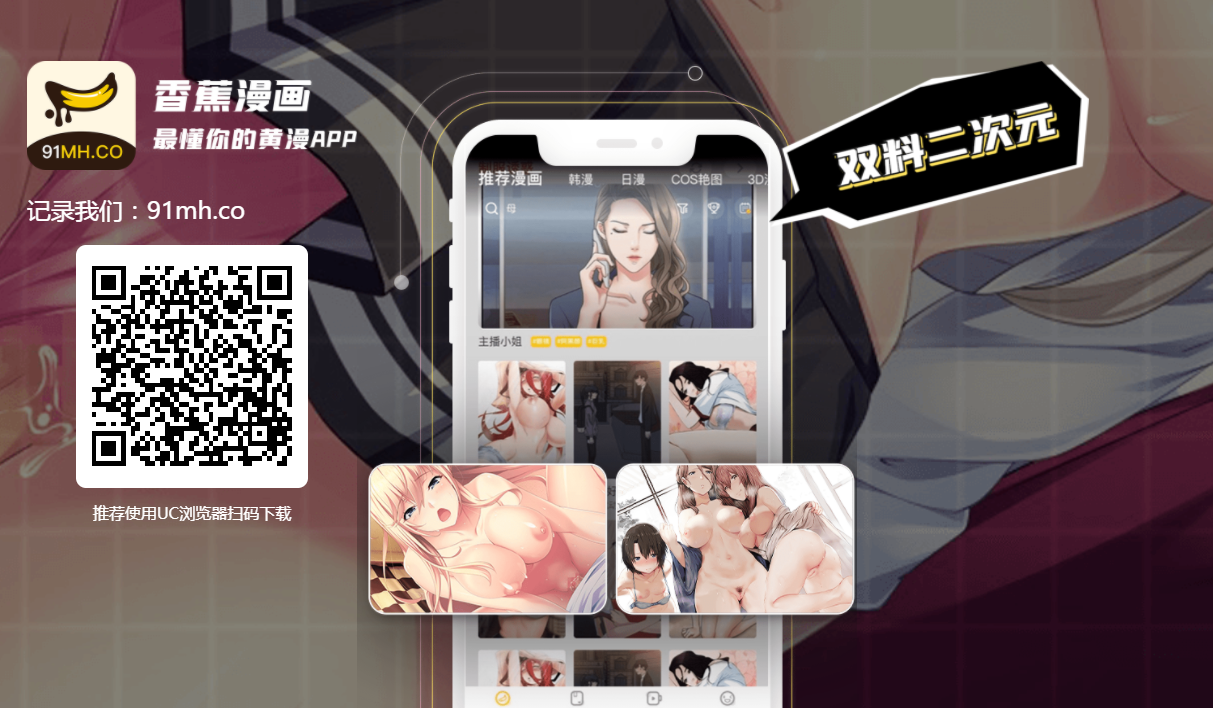 香蕉漫画
最懂你的黄漫APP
91MH.CO
记录我们：91mh.co
推荐使用UC浏览器扫码下载
双料二次元
推荐漫画 韩漫 日漫 COS艳图 3D
主播小姐